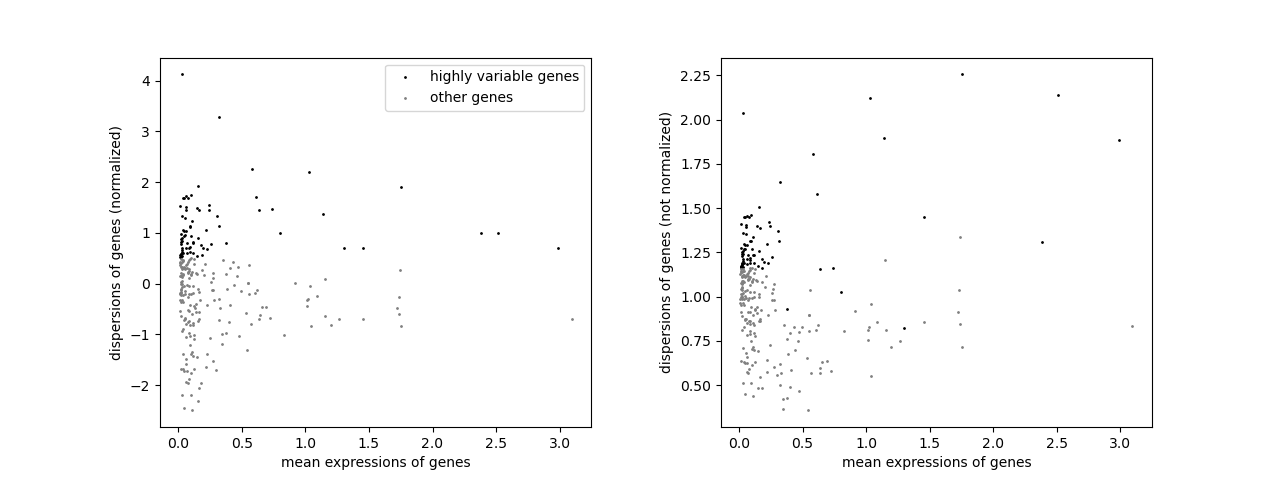 highly variable genes
other genes
dispersions of genes (normalized)
4
3
2
1
0
−1
−2
0.0 0.5 1.0 1.5 2.0 2.5 3.0
mean expressions of genes
dispersions of genes (not normalized)
2.25
2.00
1.75
1.50
1.25
1.00
0.75
0.50
0.0 0.5 1.0 1.5 2.0 2.5 3.0
mean expressions of genes